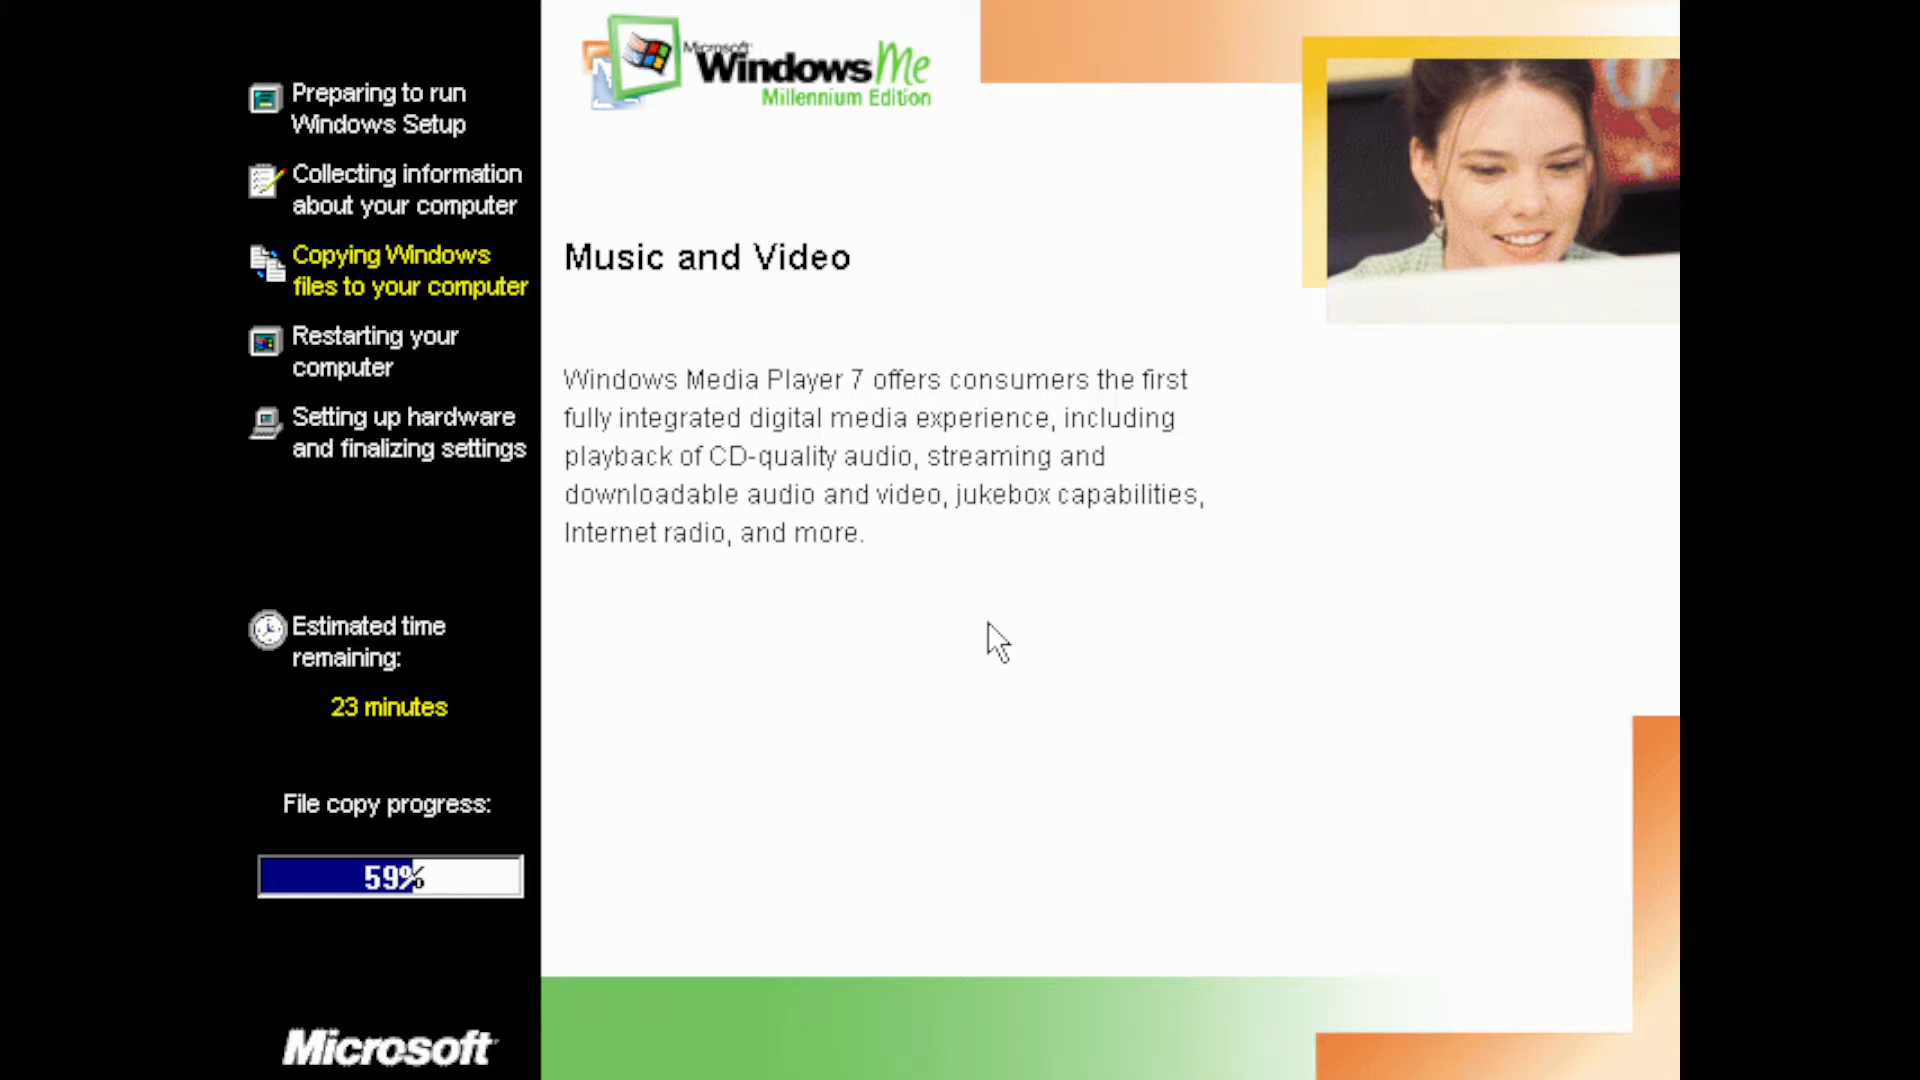 Preparing to run
Windows Setup
Collecting information
about your computer
Copying Windows
files to your computer
Restarting your
computer
Setting up hardware
and finalizing settings
Estimated time
remaining:
23 minutes
File copy progress:
59%
Microsoft
Microsoft
Windows Me
Millennium Edition
Music and Video
Windows Media Player 7 offers consumers the first
fully integrated digital media experience, including
playback of CD-quality audio, streaming and
downloadable audio and video, jukebox capabilities,
Internet radio, and more.